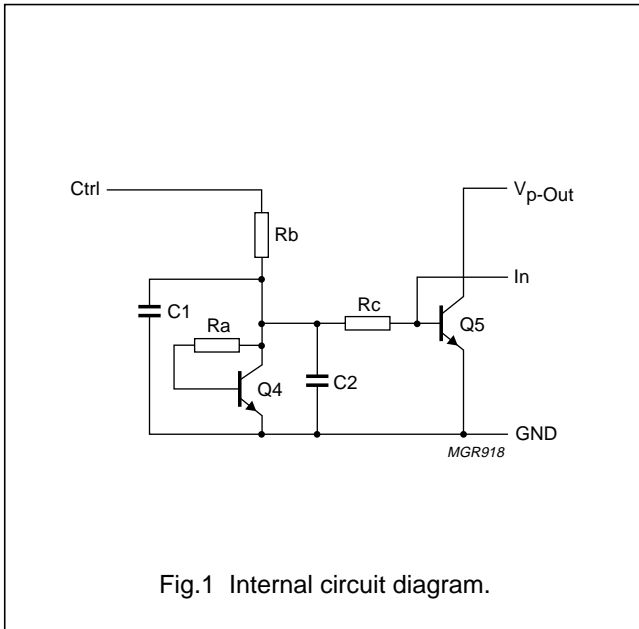 Ctrl
Vp-Out
Rb
In
C1
Rc
Ra
Q5
Q4
C2
GND
MGR918
Fig.1 Internal circuit diagram.